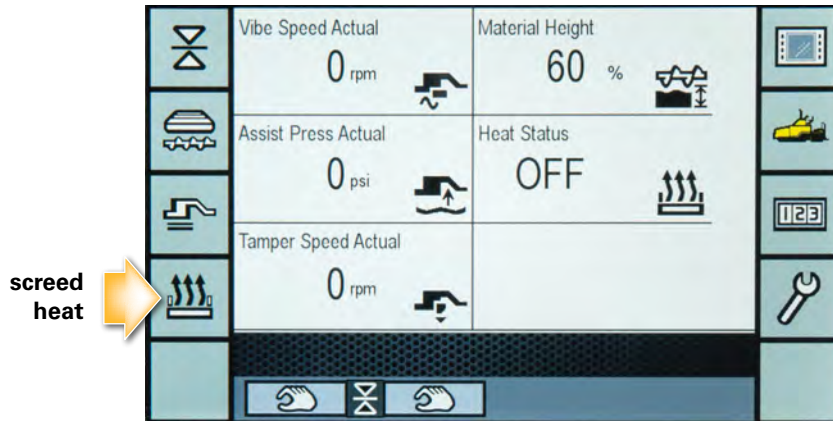 Vibe Speed Actual
0 rpm
Material Height
60 %
Assist Press Actual
0 psi
Heat Status
OFF
123
Tamper Speed Actual
0 rpm
screed
heat